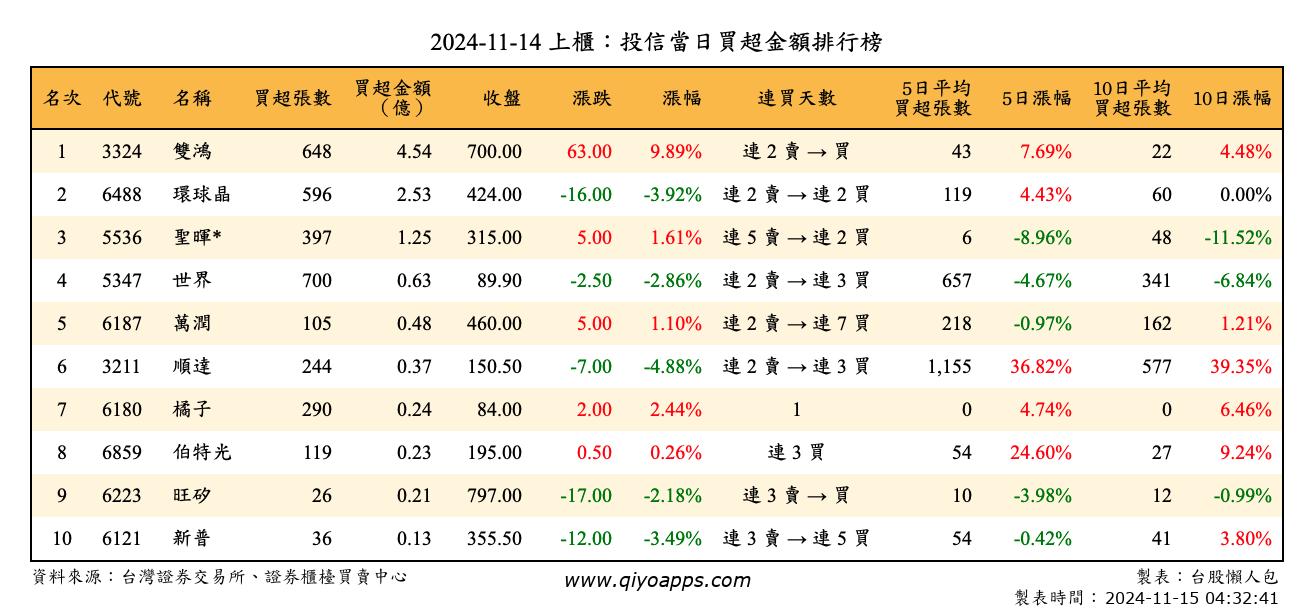 2024-11-14 上櫃：投信當日買超金額排行榜
名次 代號 名稱 買超張數 買超金額（億） 收盤 漲跌 漲幅 連買天數 5日平均買超張數 5日漲幅 10日平均買超張數 10日漲幅
1 3324 雙鴻 648 4.54 700.00 63.00 9.89% 連 2 賣 → 買 43 7.69% 22 4.48%
2 6488 環球晶 596 2.53 424.00 -16.00 -3.92% 連 2 賣 → 連 2 買 119 4.43% 60 0.00%
3 5536 聖暉* 397 1.25 315.00 5.00 1.61% 連 5 賣 → 連 2 買 6 -8.96% 48 -11.52%
4 5347 世界 700 0.63 89.90 -2.50 -2.86% 連 2 賣 → 連 3 買 657 -4.67% 341 -6.84%
5 6187 萬潤 105 0.48 460.00 5.00 1.10% 連 2 賣 → 連 7 買 218 -0.97% 162 1.21%
6 3211 順達 244 0.37 150.50 -7.00 -4.88% 連 2 賣 → 連 3 買 1,155 36.82% 577 39.35%
7 6180 橘子 290 0.24 84.00 2.00 2.44% 1 0 4.74% 0 6.46%
8 6859 伯特光 119 0.23 195.00 0.50 0.26% 連 3 買 54 24.60% 27 9.24%
9 6223 旺矽 26 0.21 797.00 -17.00 -2.18% 連 3 賣 → 買 10 -3.98% 12 -0.99%
10 6121 新普 36 0.13 355.50 -12.00 -3.49% 連 3 賣 → 連 5 買 54 -0.42% 41 3.80%
資料來源：台灣證券交易所、證券櫃檯買賣中心 www.qiyoapps.com 製表：台股懶人包
製表時間：2024-11-15 04:32:41